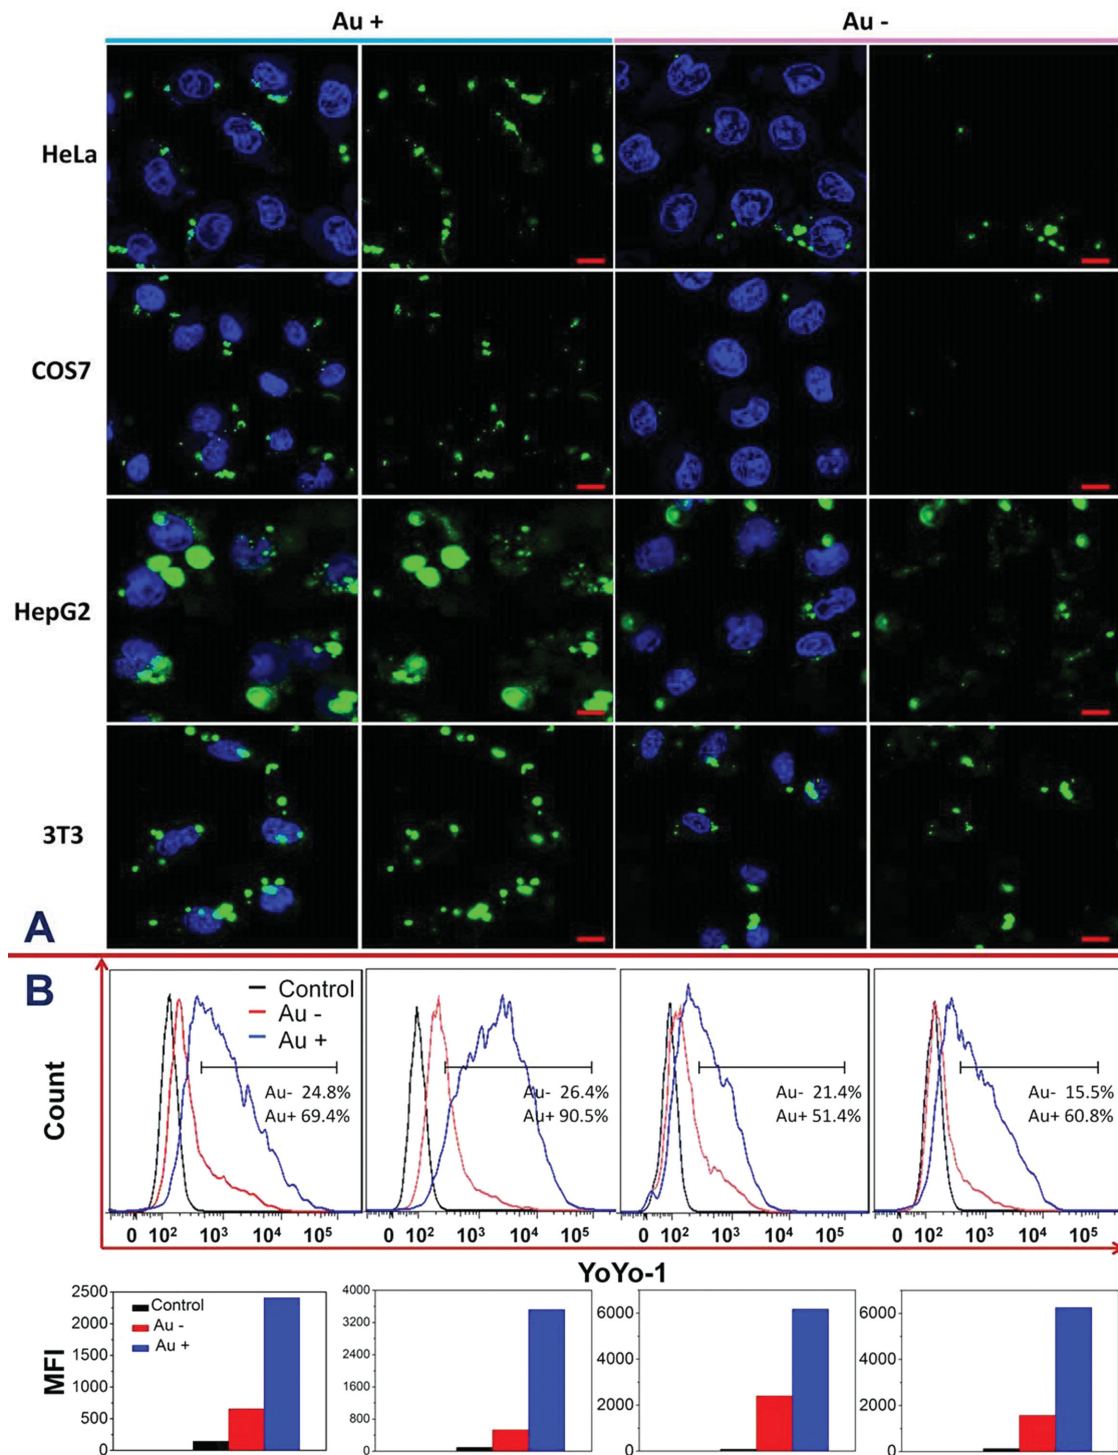 Au +
Au -
HeLa
COS7
HepG2
3T3
A
B
Count
Control
Au -
Au +
Au- 24.8%
Au+ 69.4%
Au- 26.4%
Au+ 90.5%
Au- 21.4%
Au+ 51.4%
Au- 15.5%
Au+ 60.8%
0 10² 10³ 10⁴ 10⁵
0 10² 10³ 10⁴ 10⁵
0 10² 10³ 10⁴ 10⁵
0 10² 10³ 10⁴ 10⁵
YoYo-1
MFI
2500
2000
1500
1000
500
0
Control
Au -
Au +
4000
3200
2400
1600
800
0
6000
4000
2000
0
6000
4000
2000
0